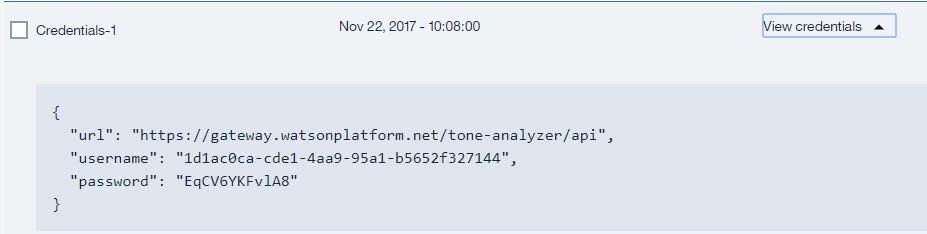 Credentials-1 Nov 22, 2017 - 10:08:00 View credentials
{
"url": "https://gateway.watsonplatform.net/tone-analyzer/api",
"username": "1d1ac0ca-cde1-4aa9-95a1-b5652f327144",
"password": "EqCV6YKFvlA8"
}